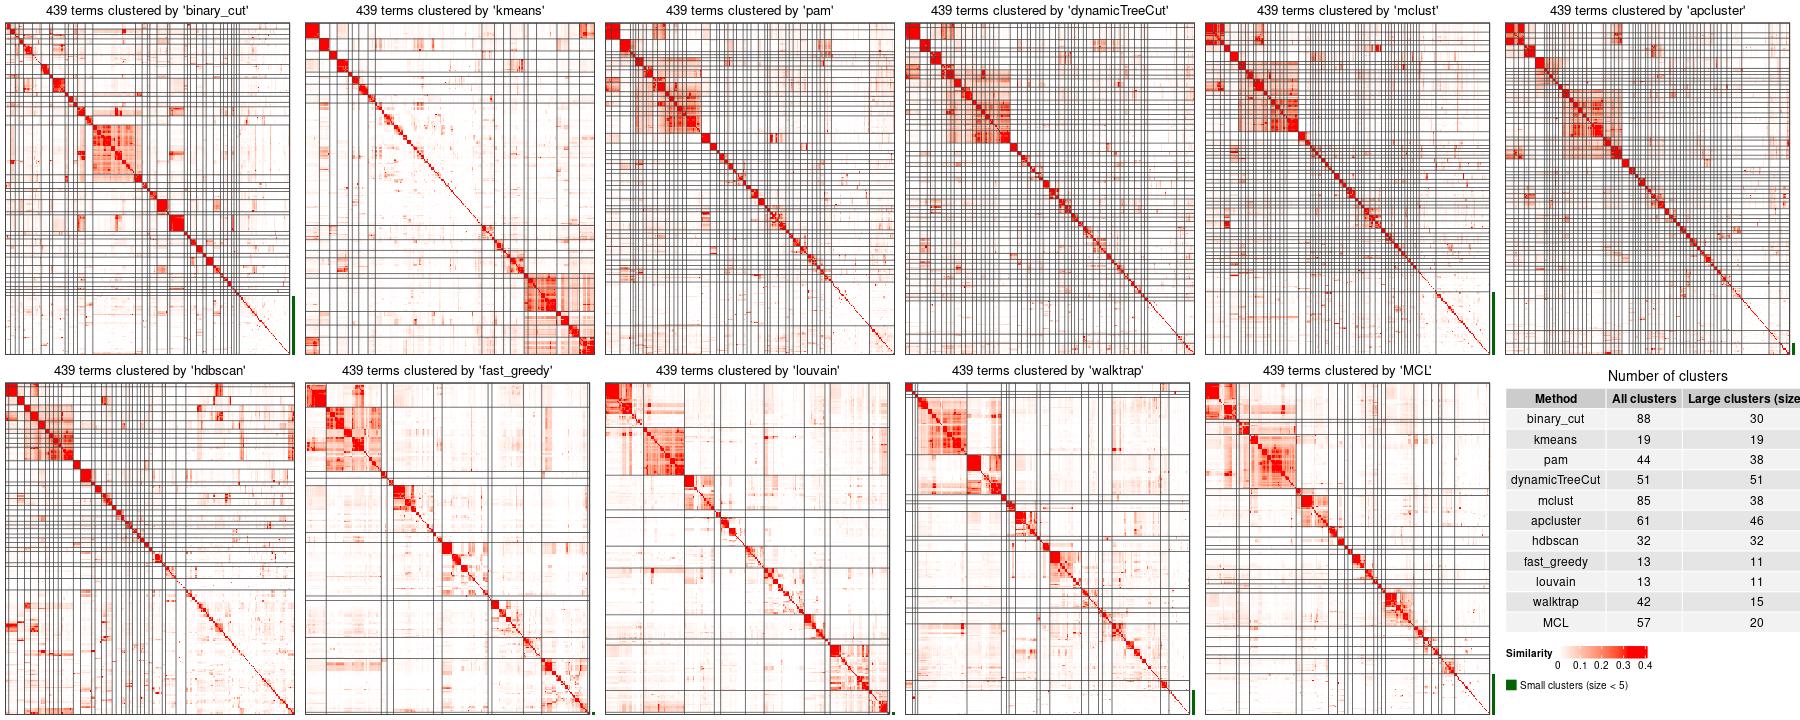 439 terms clustered by 'binary_cut'
439 terms clustered by 'kmeans'
439 terms clustered by 'pam'
439 terms clustered by 'dynamicTreeCut'
439 terms clustered by 'mclust'
439 terms clustered by 'apcluster'
439 terms clustered by 'hdbscan'
439 terms clustered by 'fast_greedy'
439 terms clustered by 'louvain'
439 terms clustered by 'walktrap'
439 terms clustered by 'MCL'
Number of clusters
Method All clusters Large clusters (size
binary_cut 88 30
kmeans 19 19
pam 44 38
dynamicTreeCut 51 51
mclust 85 38
apcluster 61 46
hdbscan 32 32
fast_greedy 13 11
louvain 13 11
walktrap 42 15
MCL 57 20
Similarity
0 0.1 0.2 0.3 0.4
Small clusters (size < 5)